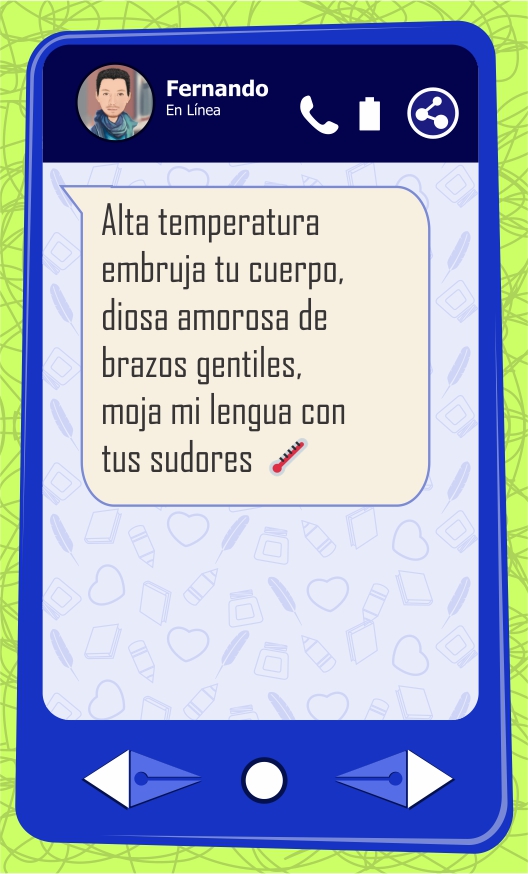 Fernando
En Línea
Alta temperatura
embruja tu cuerpo,
diosa amorosa de
brazos gentiles,
moja mi lengua con
tus sudores 🌡️